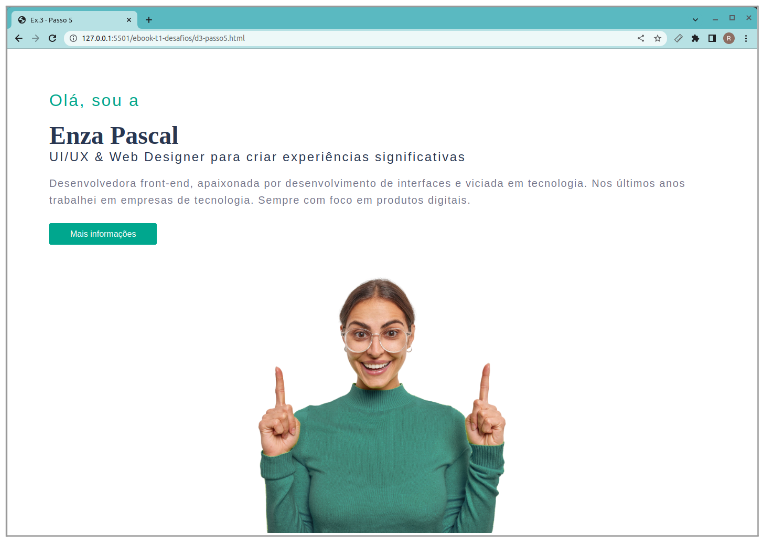 Ex.3 - Passo 5
127.0.0.1:5501/ebook-t1-desafios/d3-passo5.html
R
Olá, sou a
Enza Pascal
UI/UX & Web Designer para criar experiências significativas
Desenvolvedora front-end, apaixonada por desenvolvimento de interfaces e viciada em tecnologia. Nos últimos anos
trabalhei em empresas de tecnologia. Sempre com foco em produtos digitais.
Mais informações